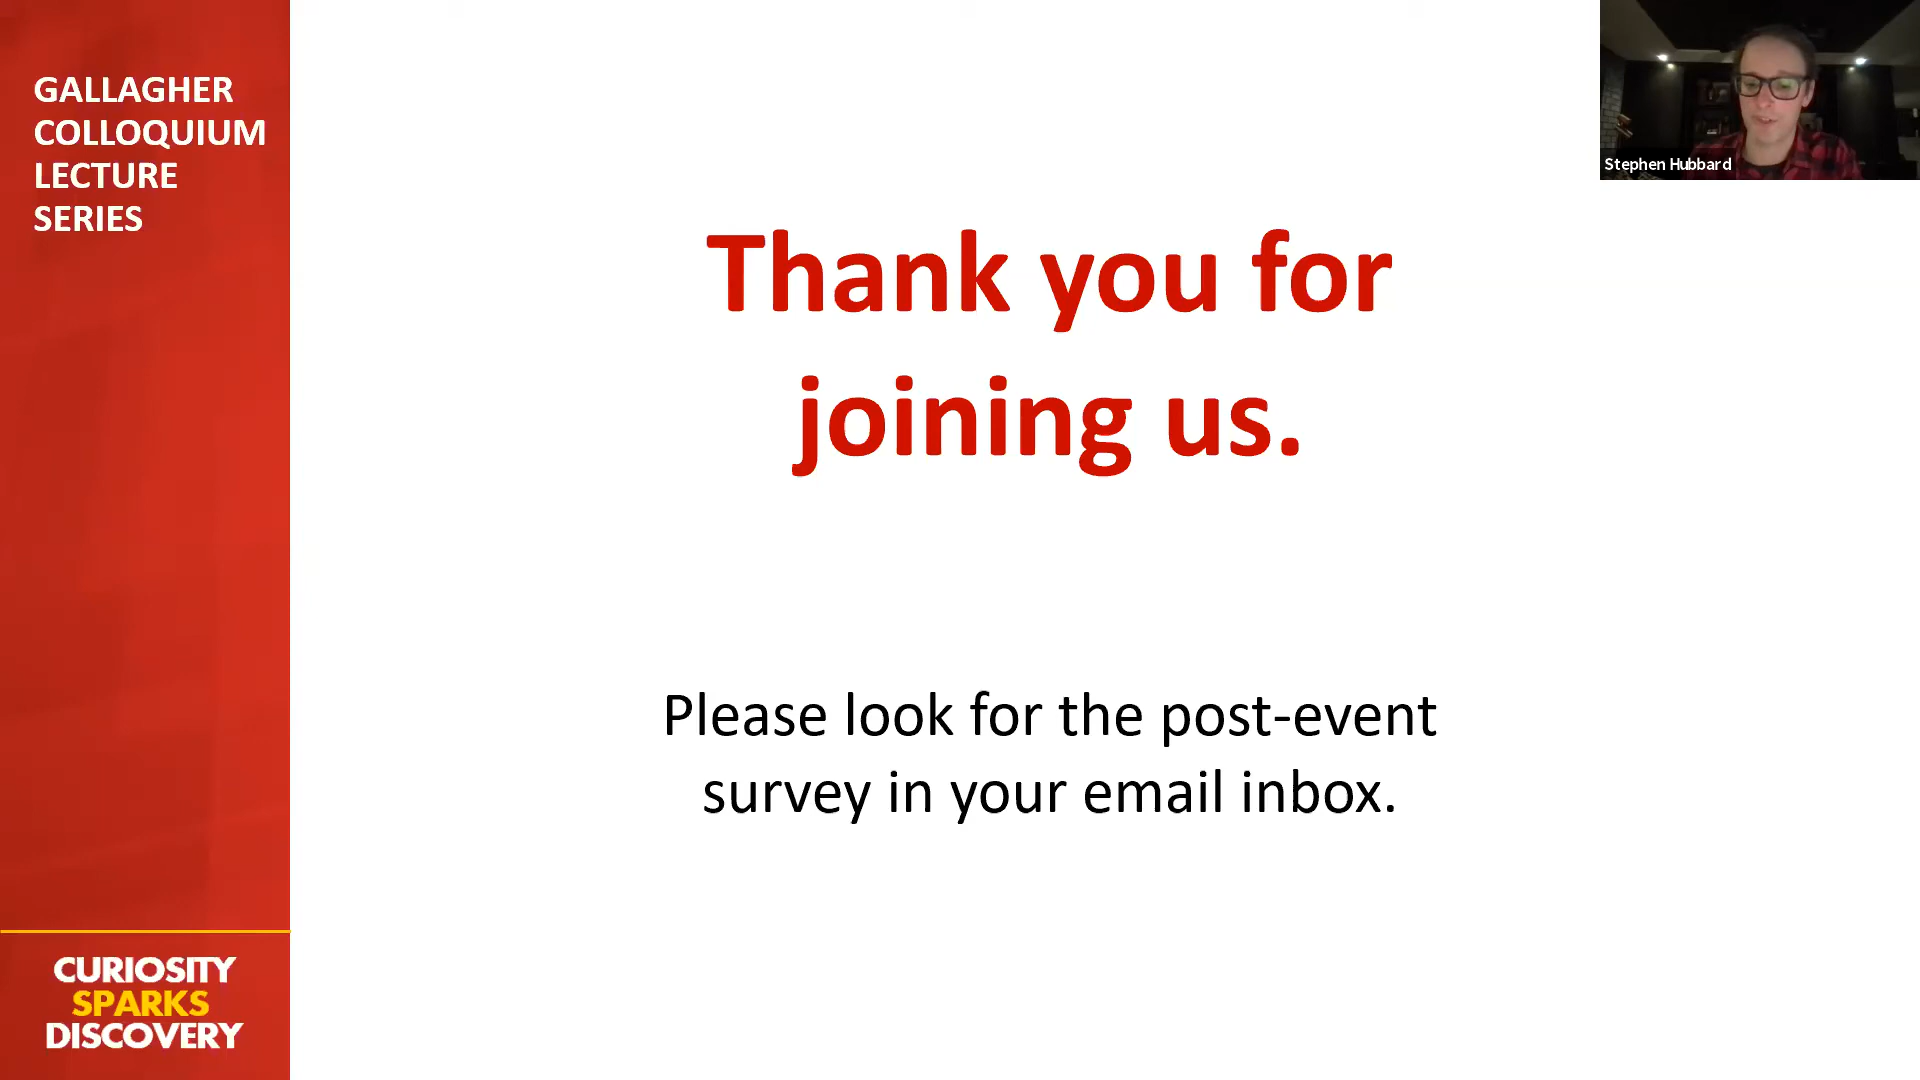 GALLAGHER
COLLOQUIUM
LECTURE
SERIES
Stephen Hubbard
Thank you for
joining us.
Please look for the post-event
survey in your email inbox.
CURIOSITY
SPARKS
DISCOVERY